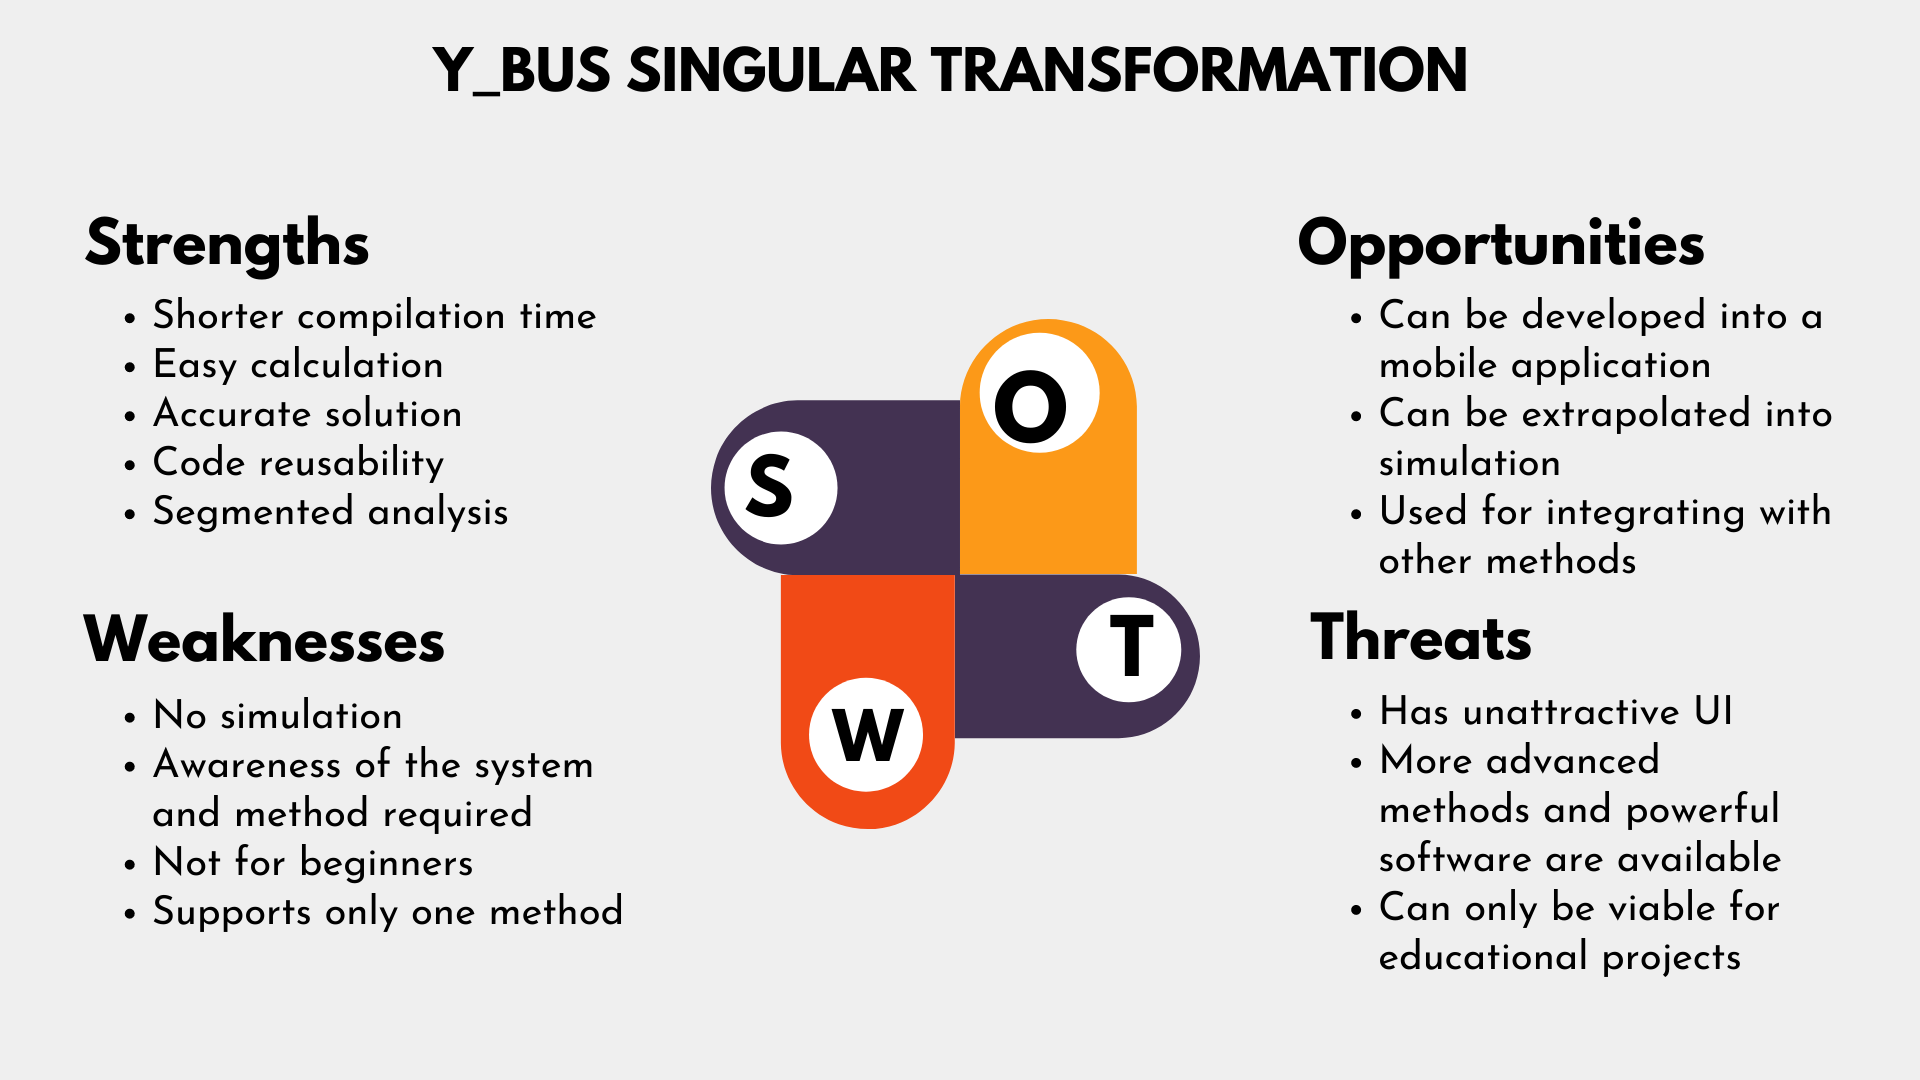 Y_BUS SINGULAR TRANSFORMATION
Strengths
• Shorter compilation time
• Easy calculation
• Accurate solution
• Code reusability
• Segmented analysis
Weaknesses
• No simulation
• Awareness of the system
and method required
• Not for beginners
• Supports only one method
S
O
W
T
Opportunities
• Can be developed into a
mobile application
• Can be extrapolated into
simulation
• Used for integrating with
other methods
Threats
• Has unattractive UI
• More advanced
methods and powerful
software are available
• Can only be viable for
educational projects